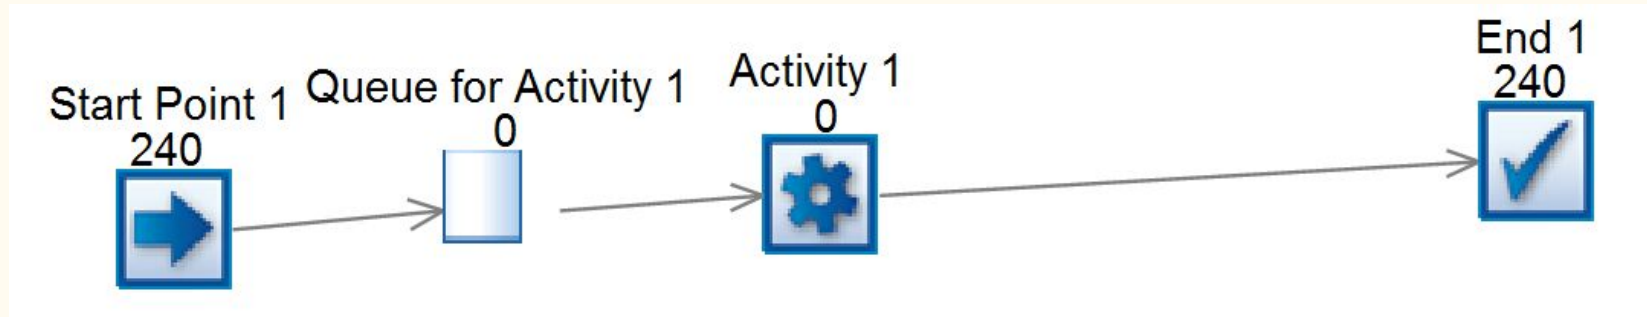 Start Point 1
240
Queue for Activity 1
0
Activity 1
0
End 1
240